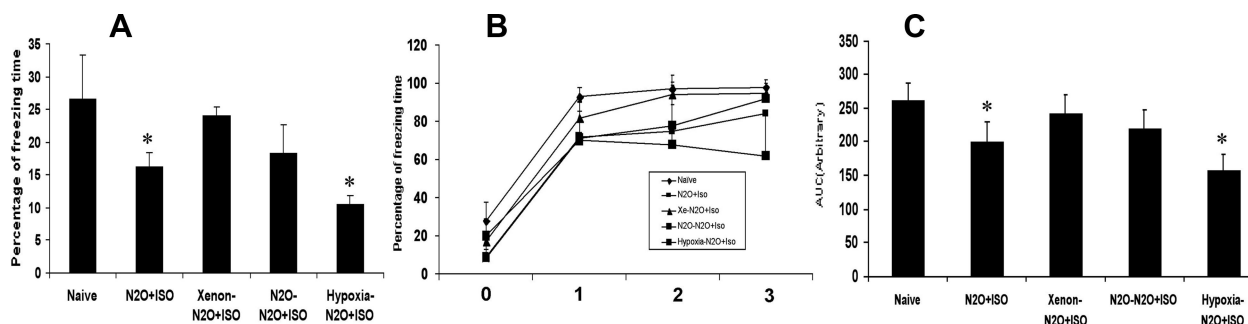 A
Percentage of freezing time
35
30
25
20
15
10
5
0
*
*
Naive
N2O+ISO
Xenon-
N2O+ISO
N2O-
N2O+ISO
Hypoxia-
N2O+ISO
B
Percentage of freezing time
120
100
80
60
40
20
0
Naïve
N2O+Iso
Xe-N2O+Iso
N2O-N2O+Iso
Hypoxia-N2O+Iso
0 1 2 3
C
AUC(Arbitrary)
350
300
250
200
150
100
50
0
*
*
Naive
N2O+ISO
Xenon-
N2O+ISO
N2O-N2O+ISO
Hypoxia-
N2O+ISO